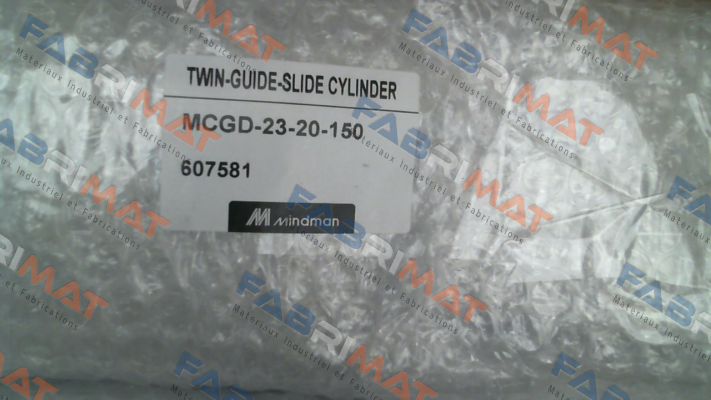 TWIN-GUIDE-SLIDE CYLINDER
MCGD-23-20-150
607581
Mindman
FABRIMAT
Materiaux Industriel et Fabrications